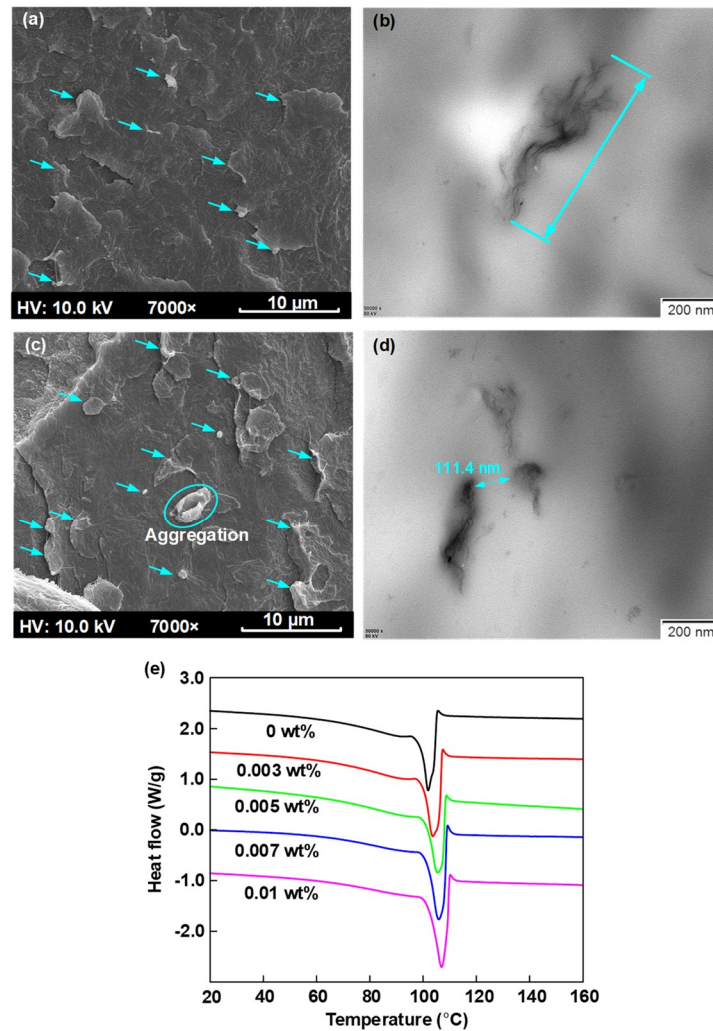 (a)
HV: 10.0 kV 7000× 10 μm
(b)
200 nm
(c)
Aggregation
HV: 10.0 kV 7000× 10 μm
(d)
111.4 nm
200 nm
(e)
3.0
2.0
1.0
0.0
-1.0
-2.0
Heat flow (W/g)
0 wt%
0.003 wt%
0.005 wt%
0.007 wt%
0.01 wt%
20 40 60 80 100 120 140 160
Temperature (°C)